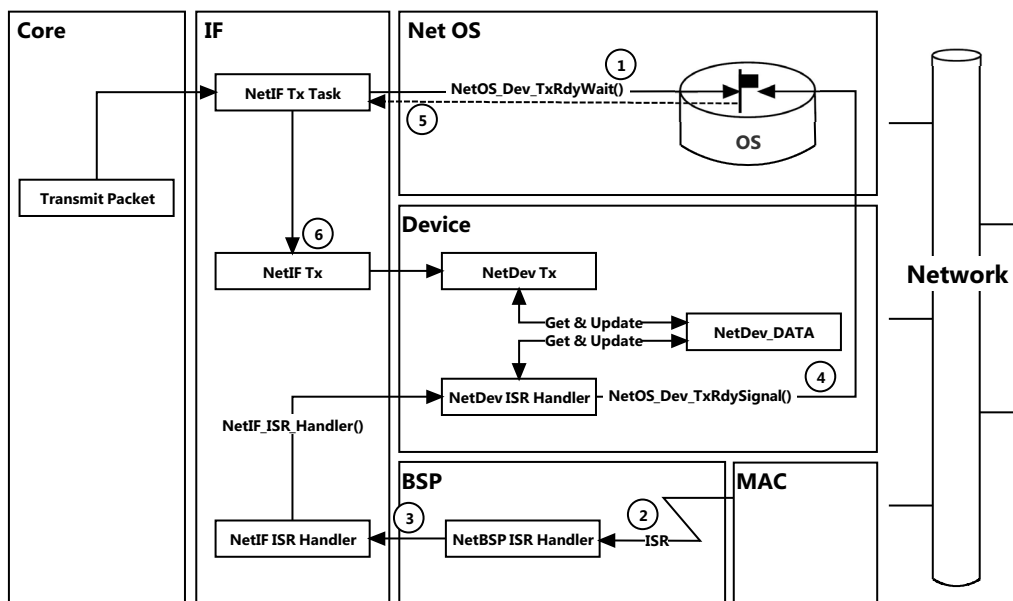 Core
IF
Net OS
1
NetIF Tx Task
NetOS_Dev_TxRdyWait()
5
OS
Transmit Packet
Device
6
NetIF Tx
NetDev Tx
Network
Get & Update
Get & Update
NetDev_DATA
4
NetDev ISR Handler
NetOS_Dev_TxRdySignal()
NetIF_ISR_Handler()
BSP
MAC
2
3
NetIF ISR Handler
NetBSP ISR Handler
ISR